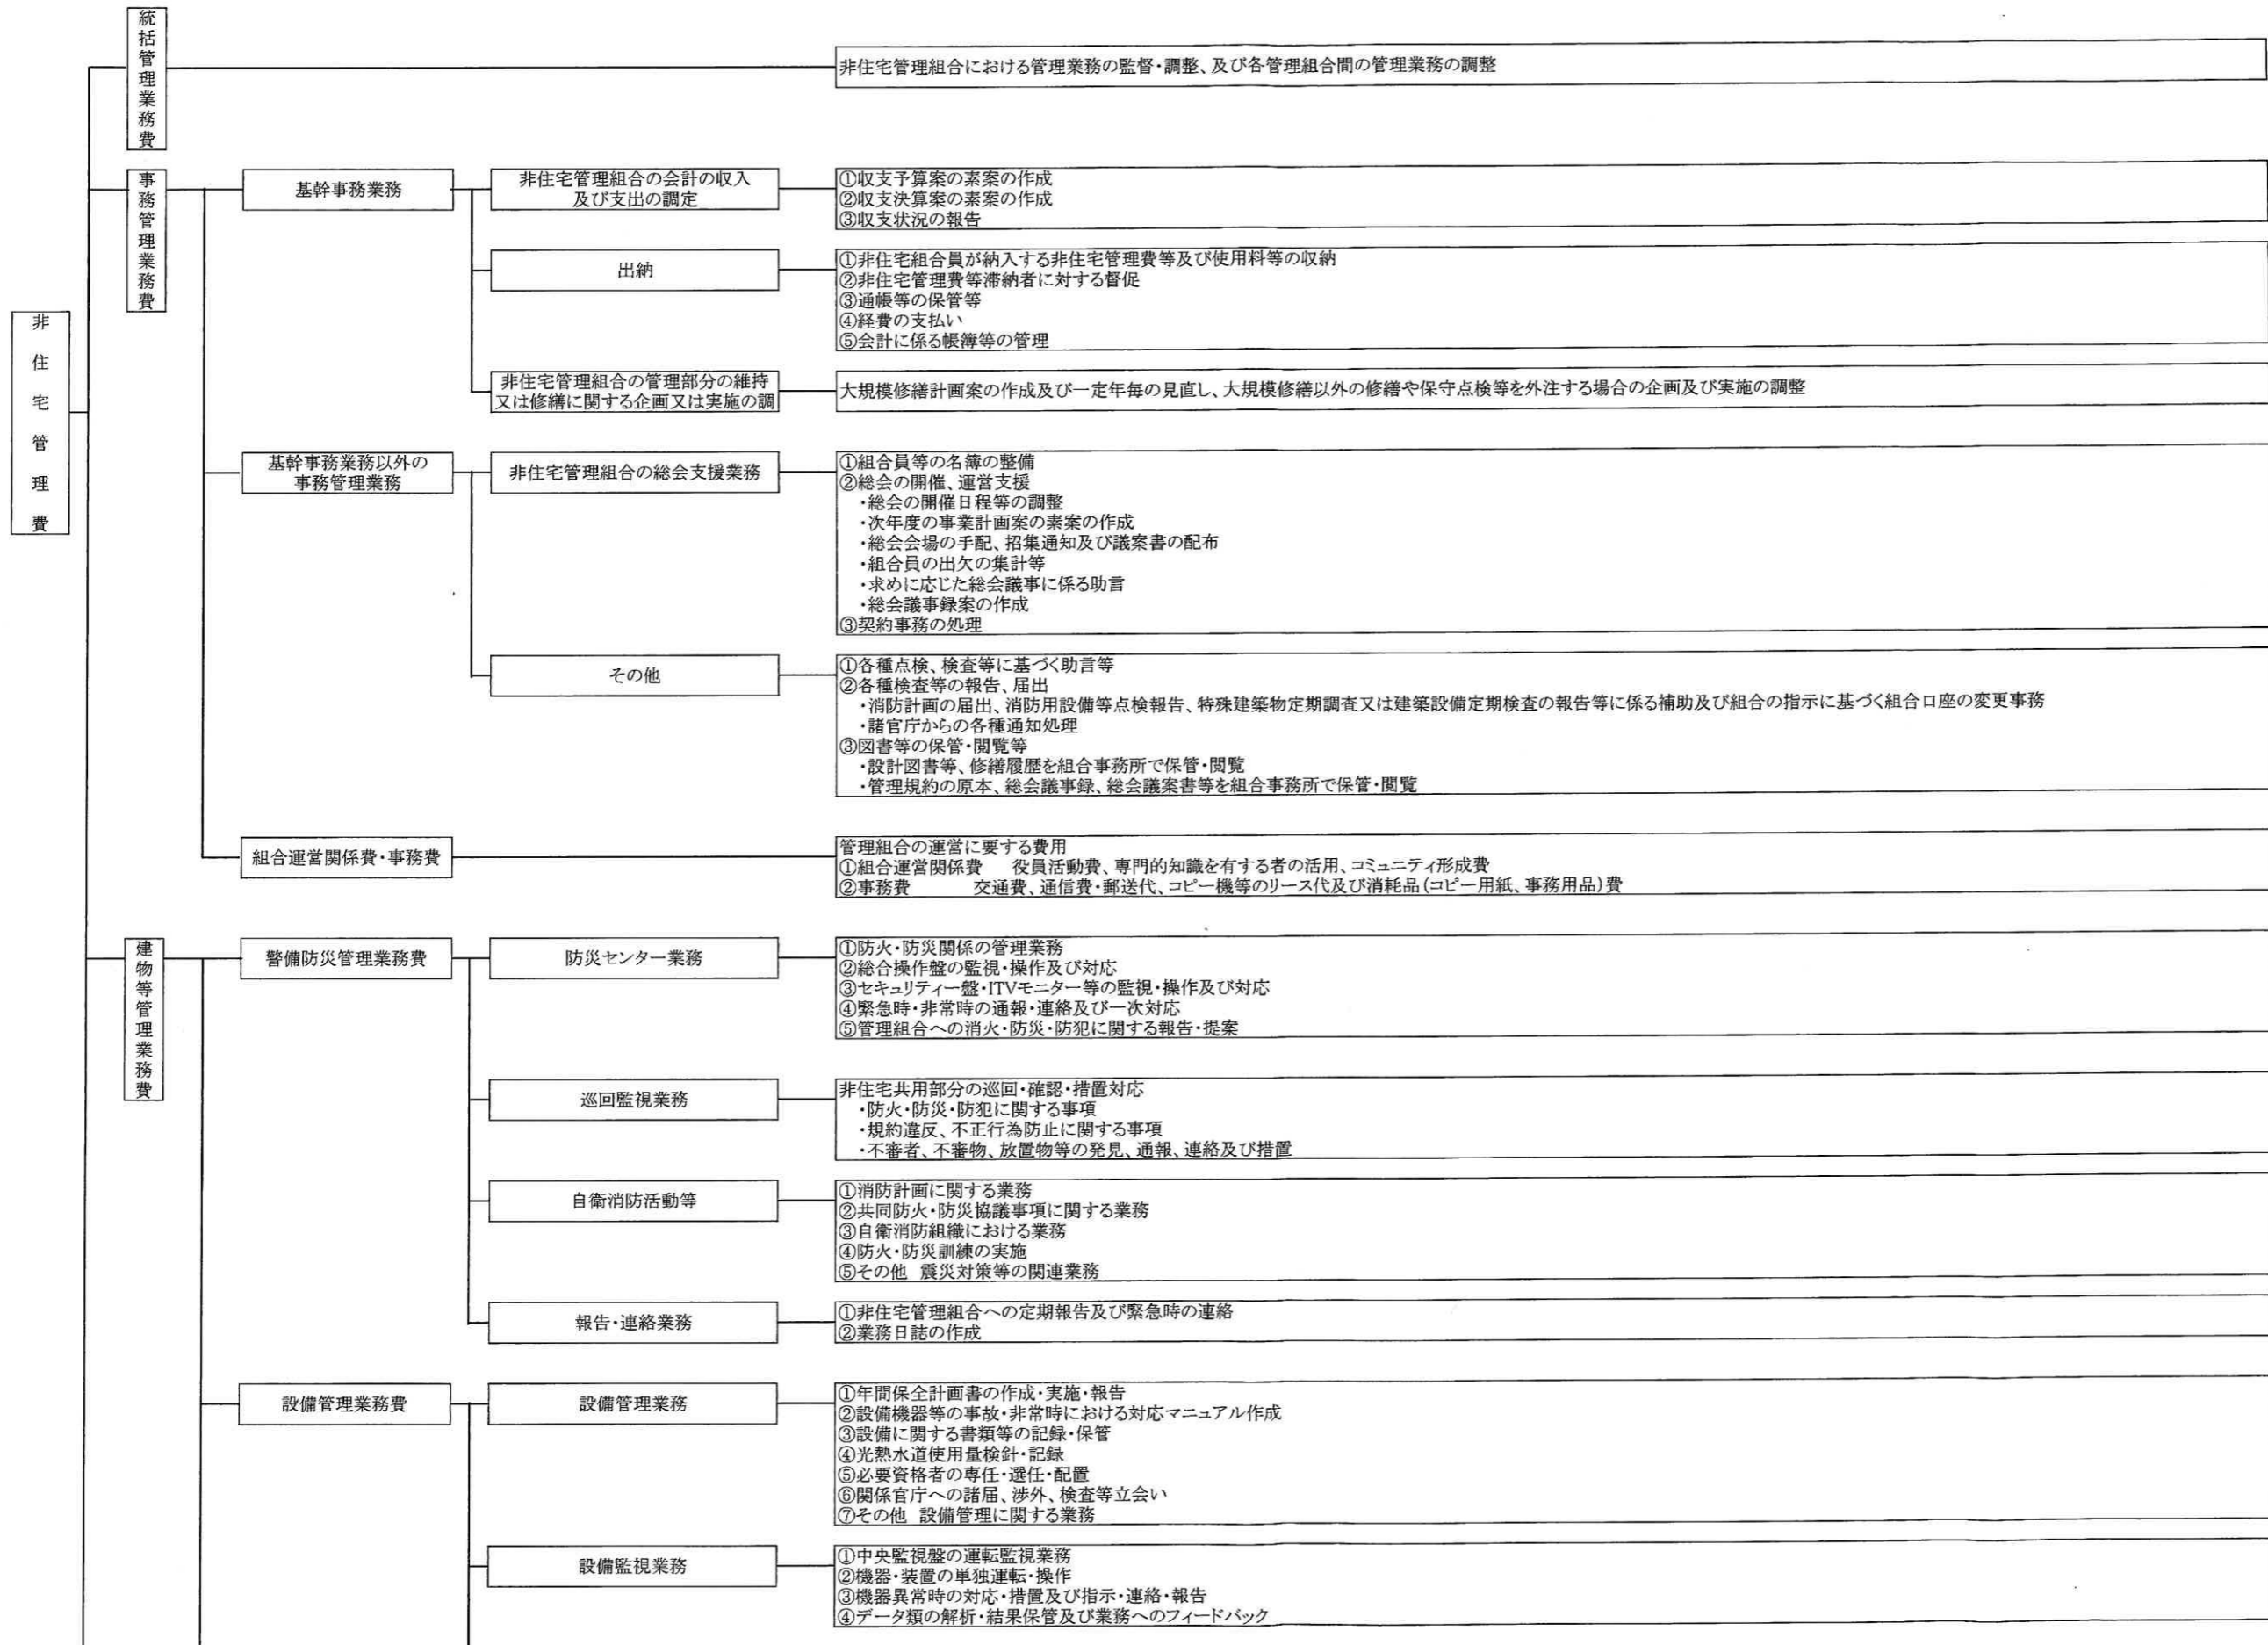 非住宅管理費
統括管理業務費
非住宅管理組合における管理業務の監督・調整、及び各管理組合間の管理業務の調整
事務管理業務費
基幹事務業務
非住宅管理組合の会計の収入
及び支出の調定
①収支予算案の素案の作成
②収支決算案の素案の作成
③収支状況の報告
出納
①非住宅組合員が納入する非住宅管理費等及び使用料等の収納
②非住宅管理費等滞納者に対する督促
③通帳等の保管等
④経費の支払い
⑤会計に係る帳簿等の管理
非住宅管理組合の管理部分の維持
又は修繕に関する企画又は実施の調
大規模修繕計画案の作成及び一定年毎の見直し、大規模修繕以外の修繕や保守点検等を外注する場合の企画及び実施の調整
基幹事務業務以外の
事務管理業務
非住宅管理組合の総会支援業務
①組合員等の名簿の整備
②総会の開催、運営支援
・総会の開催日程等の調整
・次年度の事業計画案の素案の作成
・総会会場の手配、招集通知及び議案書の配布
・組合員の出欠の集計等
・求めに応じた総会議事に係る助言
・総会議事録案の作成
③契約事務の処理
その他
①各種点検、検査等に基づく助言等
②各種検査等の報告、届出
・消防計画の届出、消防用設備等点検報告、特殊建築物定期調査又は建築設備定期検査の報告等に係る補助及び組合の指示に基づく組合口座の変更事務
・諸官庁からの各種通知処理
③図書等の保管・閲覧等
・設計図書等、修繕履歴を組合事務所で保管・閲覧
・管理規約の原本、総会議事録、総会議案書等を組合事務所で保管・閲覧
組合運営関係費・事務費
管理組合の運営に要する費用
①組合運営関係費 役員活動費、専門的知識を有する者の活用、コミュニティ形成費
②事務費 交通費、通信費・郵送代、コピー機等のリース代及び消耗品(コピー用紙、事務用品)費
建物等管理業務費
警備防災管理業務費
防災センター業務
①防火・防災関係の管理業務
②総合操作盤の監視・操作及び対応
③セキュリティー盤・ITVモニター等の監視・操作及び対応
④緊急時・非常時の通報・連絡及び一次対応
⑤管理組合への消火・防災・防犯に関する報告・提案
巡回監視業務
非住宅共用部分の巡回・確認・措置対応
・防火・防災・防犯に関する事項
・規約違反、不正行為防止に関する事項
・不審者、不審物、放置物等の発見、通報、連絡及び措置
自衛消防活動等
①消防計画に関する業務
②共同防火・防災協議事項に関する業務
③自衛消防組織における業務
④防火・防災訓練の実施
⑤その他 震災対策等の関連業務
報告・連絡業務
①非住宅管理組合への定期報告及び緊急時の連絡
②業務日誌の作成
設備管理業務費
設備管理業務
①年間保全計画書の作成・実施・報告
②設備機器等の事故・非常時における対応マニュアル作成
③設備に関する書類等の記録・保管
④光熱水道使用量検針・記録
⑤必要資格者の専任・選任・配置
⑥関係官庁への諸届、渉外、検査等立会い
⑦その他 設備管理に関する業務
設備監視業務
①中央監視盤の運転監視業務
②機器・装置の単独運転・操作
③機器異常時の対応・措置及び指示・連絡・報告
④データ類の解析・結果保管及び業務へのフィードバック